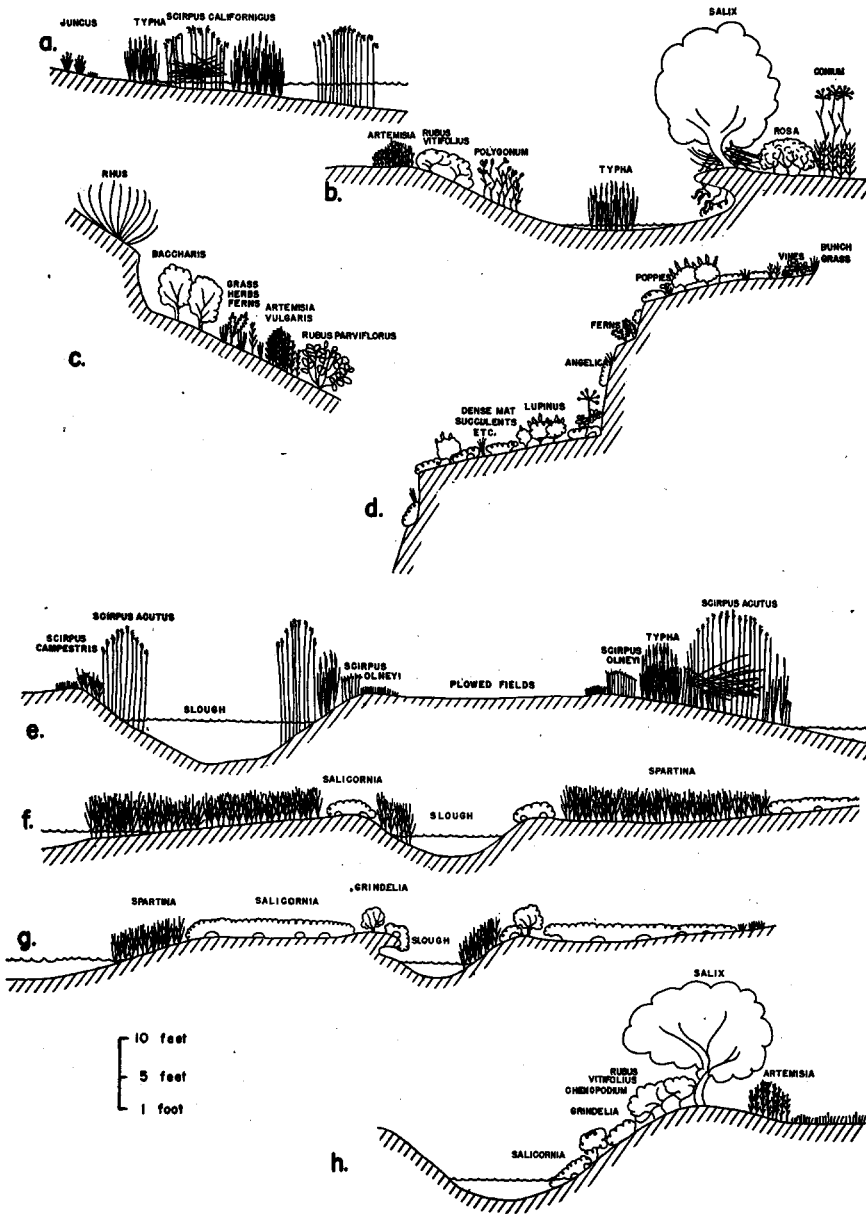 a.
JUNCUS
TYPHA
SCIRPUS CALIFORNICUS
b.
ARTEMISIA
RUBUS
VITIFOLIUS
POLYGONUM
TYPHA
SALIX
ROSA
CONIUM
c.
RHUS
BACCHARIS
GRASS
HERBS
FERNS
ARTEMISIA
VULGARIS
RUBUS PARVIFLORUS
d.
DENSE MAT
SUCCULENTS
ETC.
LUPINUS
ANGELICA
FERNS
POPPIES
VINES
BUNCH
GRASS
e.
SCIRPUS
CAMPESTRIS
SCIRPUS ACUTUS
SLOUGH
SCIRPUS
OLNEYI
PLOWED FIELDS
SCIRPUS
OLNEYI
TYPHA
SCIRPUS ACUTUS
f.
SALICORNIA
SLOUGH
SPARTINA
g.
SPARTINA
SALICORNIA
GRINDELIA
SLOUGH
10 feet
5 feet
1 foot
h.
SALICORNIA
GRINDELIA
CHENOPODIUM
RUBUS
VITIFOLIUS
SALIX
ARTEMISIA